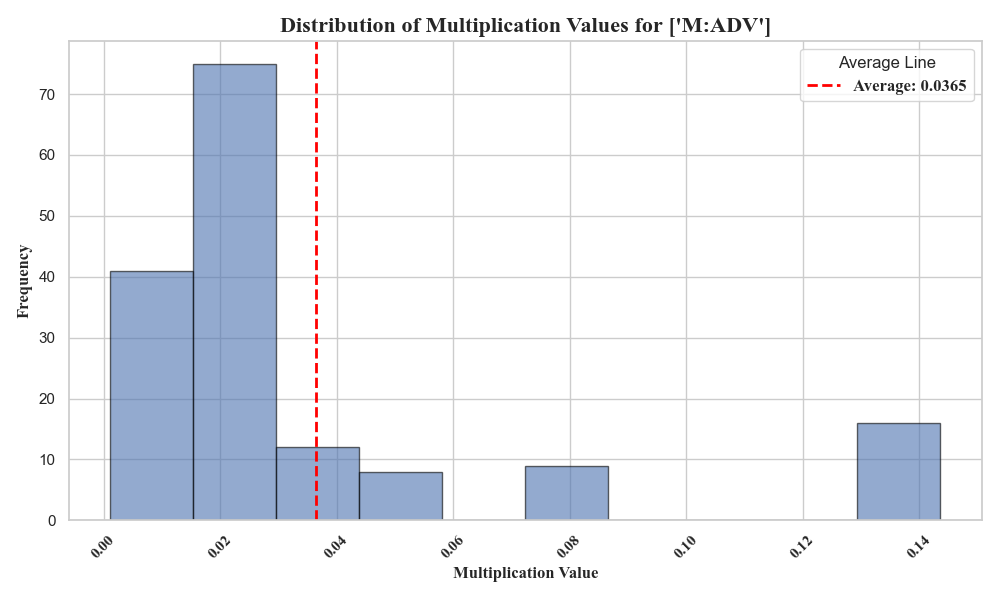 Distribution of Multiplication Values for ['M:ADV']
Average Line
Average: 0.0365
Frequency
70
60
50
40
30
20
10
0
0.00 0.02 0.04 0.06 0.08 0.10 0.12 0.14
Multiplication Value